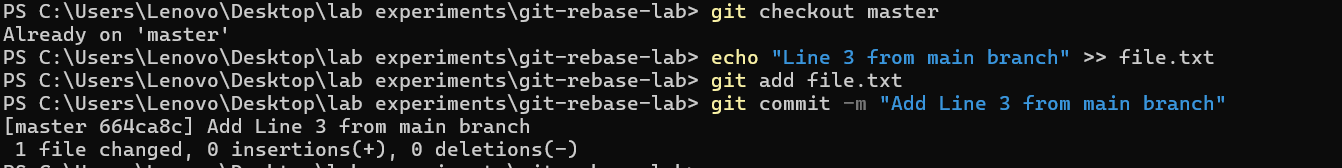 PS C:\Users\Lenovo\Desktop\lab experiments\git-rebase-lab> git checkout master
Already on 'master'
PS C:\Users\Lenovo\Desktop\lab experiments\git-rebase-lab> echo "Line 3 from main branch" >> file.txt
PS C:\Users\Lenovo\Desktop\lab experiments\git-rebase-lab> git add file.txt
PS C:\Users\Lenovo\Desktop\lab experiments\git-rebase-lab> git commit -m "Add Line 3 from main branch"
[master 664ca8c] Add Line 3 from main branch
 1 file changed, 0 insertions(+), 0 deletions(-)